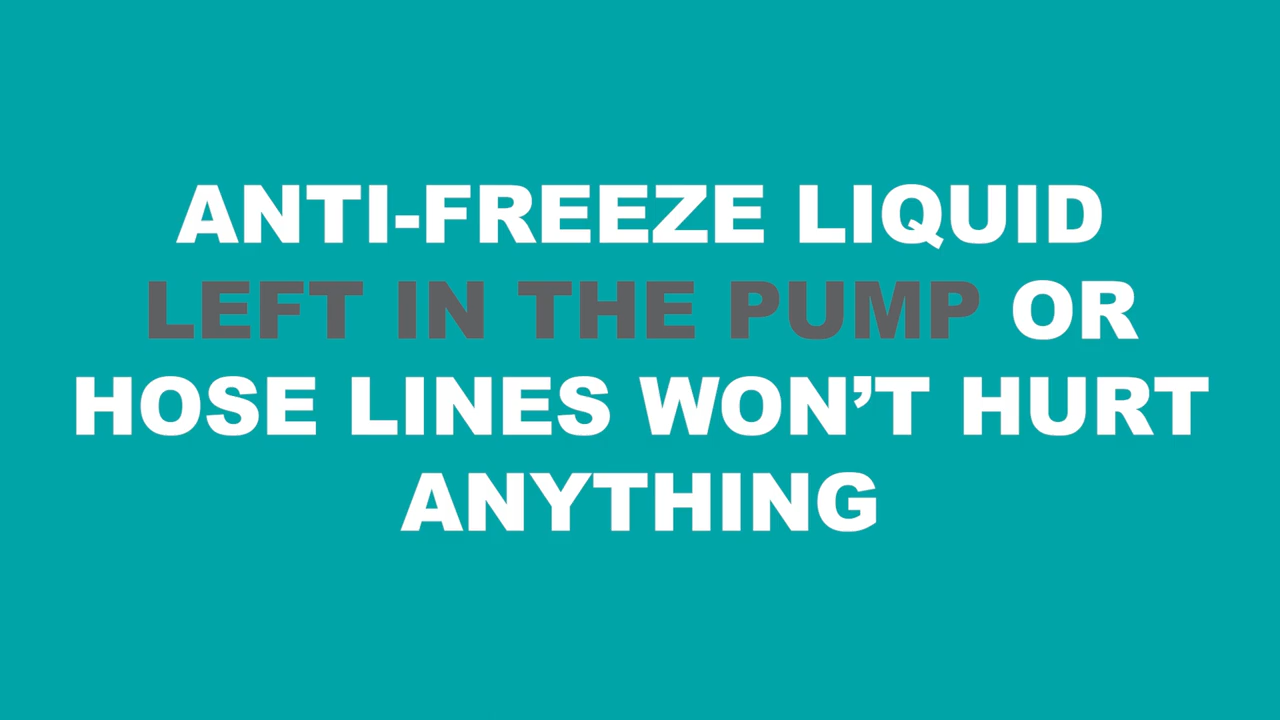 ANTI-FREEZE LIQUID
LEFT IN THE PUMP OR
HOSE LINES WON’T HURT
ANYTHING